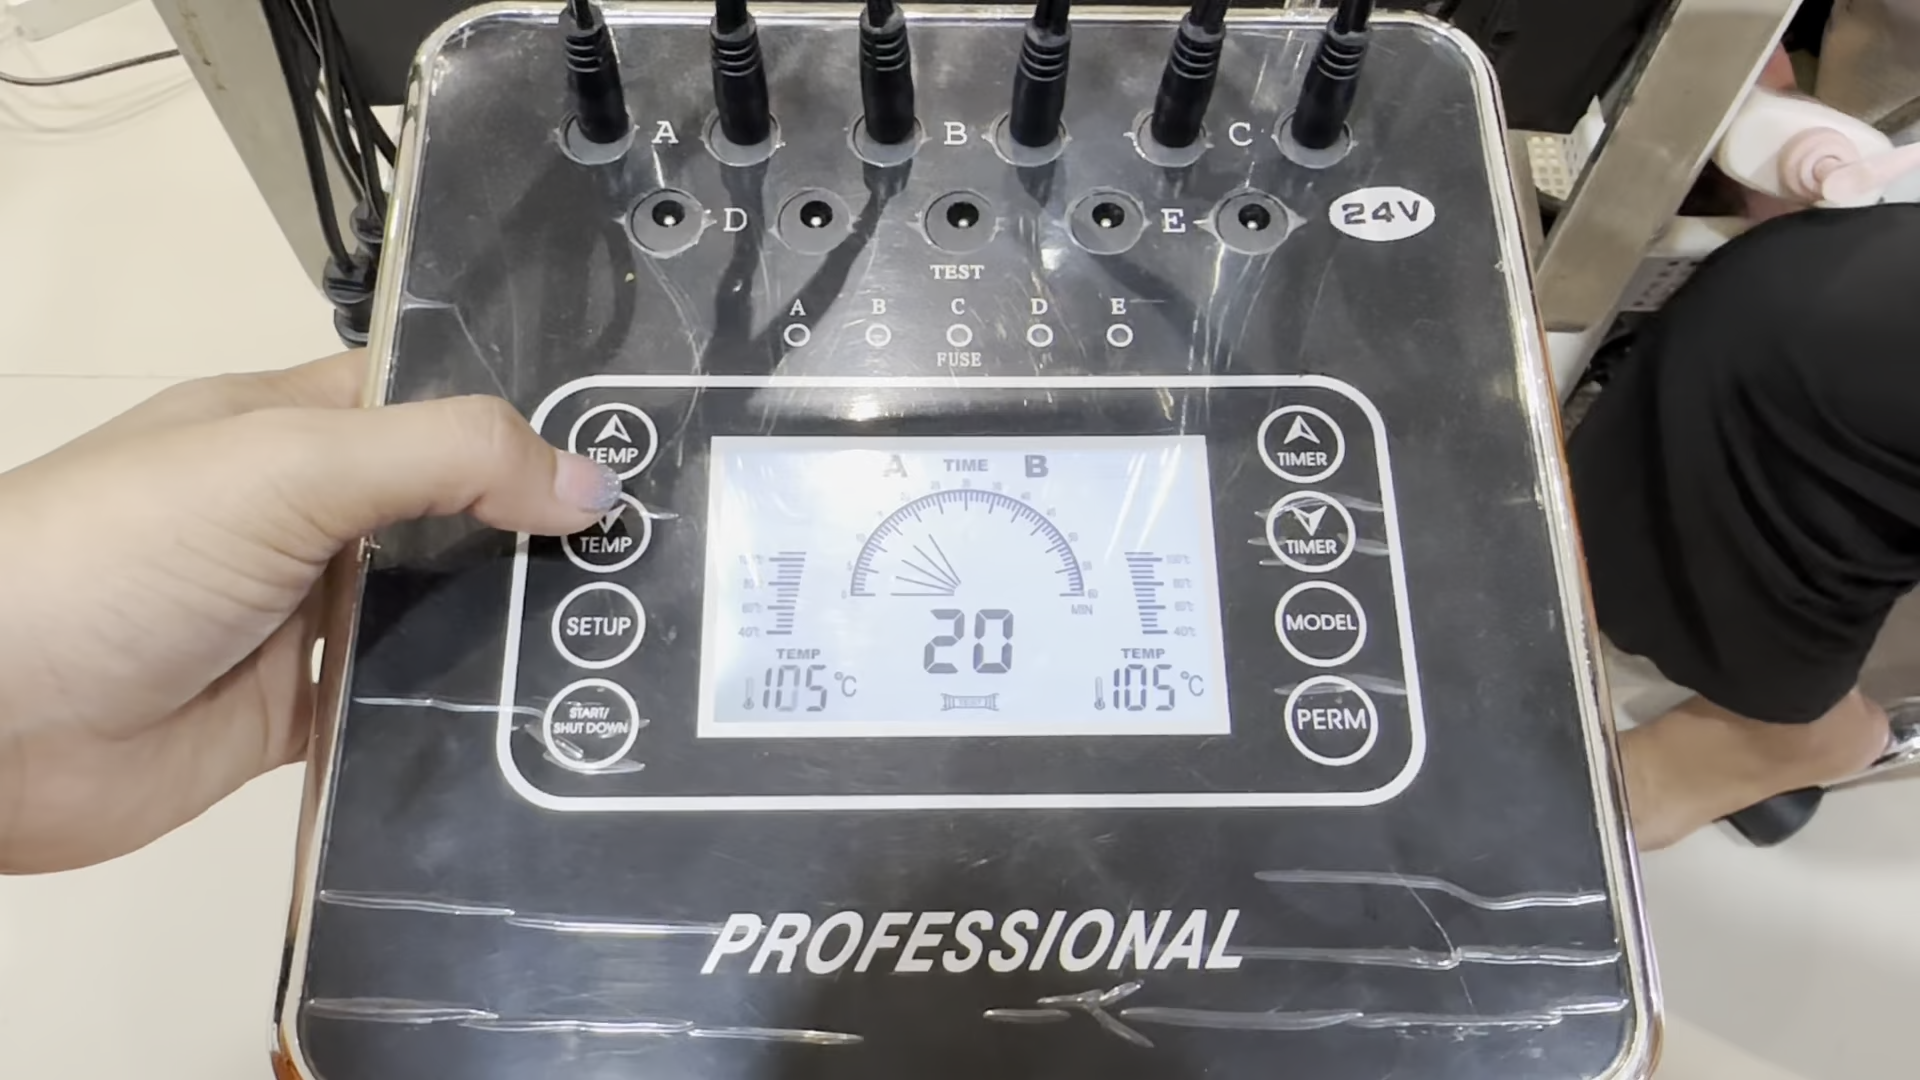 A B C
D E 24V
TEST
A B C D E
FUSE
TEMP
TEMP
SETUP
START/
SHUT DOWN
A TIME B
MIN
20
TEMP
105°C
TEMP
105°C
TIMER
TIMER
MODEL
PERM
PROFESSIONAL